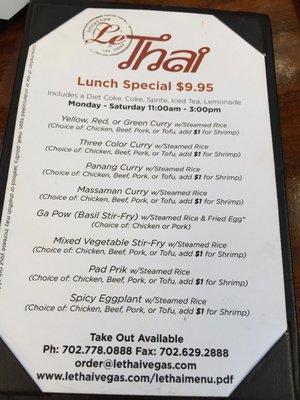 DOWNTOWN
Le Thai
LAS VEGAS
Lunch Special $9.95
Includes a Diet Coke, Coke, Sprite, Iced Tea, Lemonade
Monday - Saturday 11:00am - 3:00pm
Yellow, Red, or Green Curry w/Steamed Rice
(Choice of: Chicken, Beef, Pork, or Tofu, add $1 for Shrimp)
Three Color Curry w/Steamed Rice
(Choice of: Chicken, Beef, Pork, or Tofu, add $1 for Shrimp)
Panang Curry w/Steamed Rice
(Choice of: Chicken, Beef, Pork, or Tofu, add $1 for Shrimp)
Massaman Curry w/Steamed Rice
(Choice of: Chicken, Beef, Pork, or Tofu, add $1 for Shrimp)
Ga Pow (Basil Stir-Fry) w/Steamed Rice & Fried Egg*
(Choice of: Chicken or Pork)
Mixed Vegetable Stir-Fry w/Steamed Rice
(Choice of: Chicken, Beef, Pork, or Tofu, add $1 for Shrimp)
Pad Prik w/Steamed Rice
(Choice of: Chicken, Beef, Pork, or Tofu, add $1 for Shrimp)
Spicy Eggplant w/Steamed Rice
(Choice of: Chicken, Beef, Pork, or Tofu, add $1 for Shrimp)
Take Out Available
Ph: 702.778.0888 Fax: 702.629.2888
order@lethaivegas.com
www.lethaivegas.com/lethaimenu.pdf